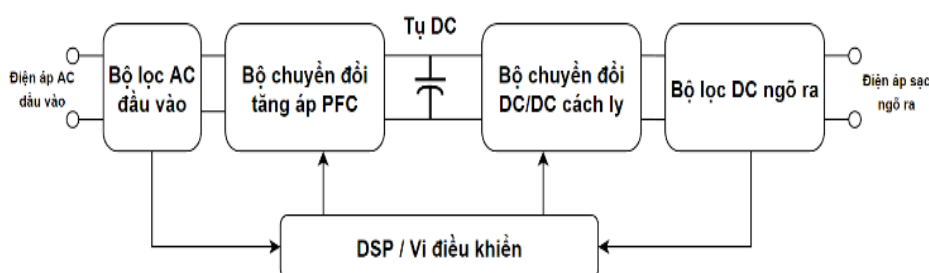 Tụ DC
Điện áp AC
đầu vào
Bộ lọc AC
đầu vào
Bộ chuyển đổi
tăng áp PFC
Bộ chuyển đổi
DC/DC cách ly
Bộ lọc DC ngõ ra
Điện áp sạc
ngõ ra
DSP / Vi điều khiển